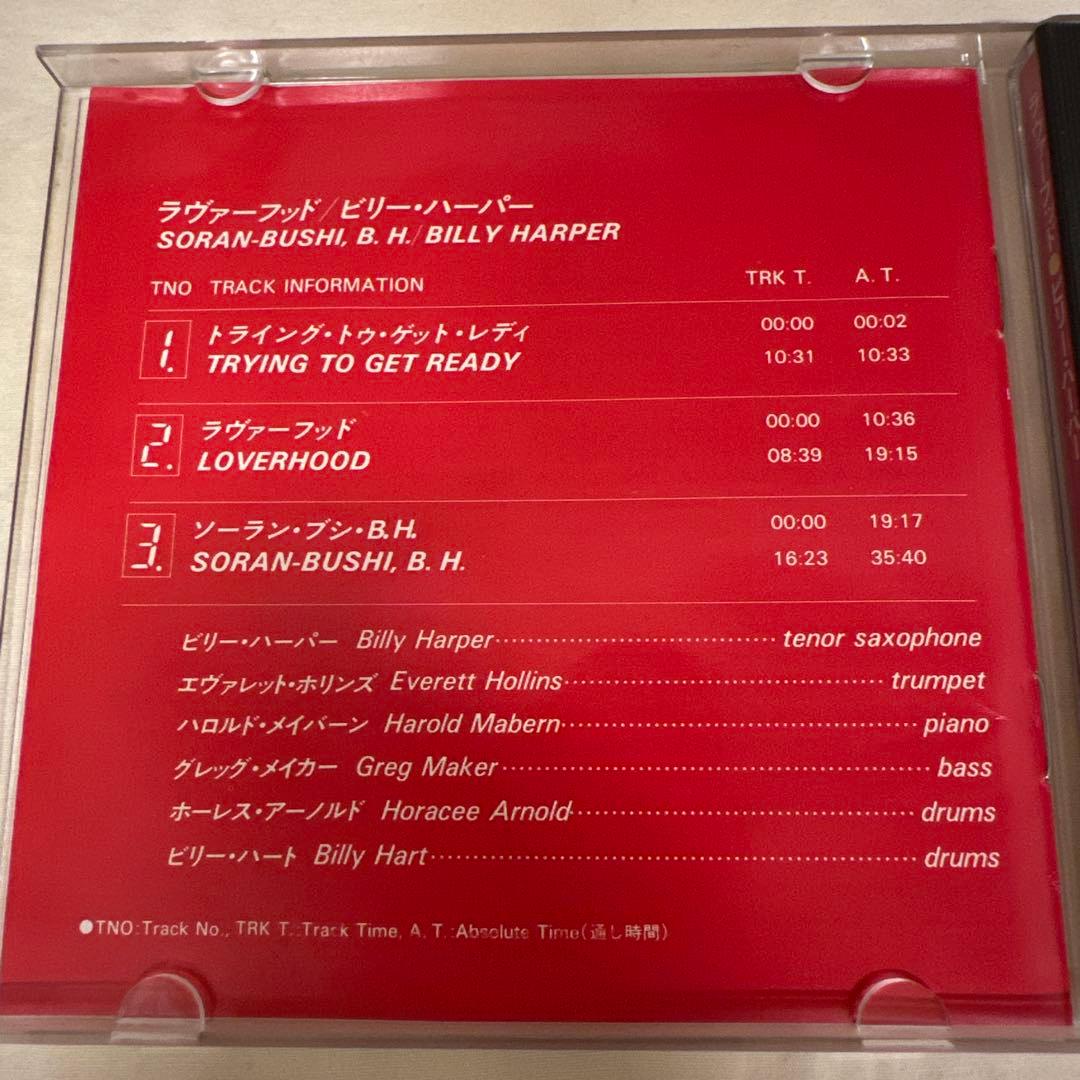 ラヴァーフッド/ビリー・ハーパー
SORAN-BUSHI, B. H./BILLY HARPER
TNO TRACK INFORMATION TRK T. A. T.
1. トライング・トゥ・ゲット・レディ 00:00 00:02
TRYING TO GET READY 10:31 10:33
2. ラヴァーフッド 00:00 10:36
LOVERHOOD 08:39 19:15
3. ソーラン・ブシ・B.H. 00:00 19:17
SORAN-BUSHI, B. H. 16:23 35:40
ビリー・ハーパー Billy Harper tenor saxophone
エヴァレット・ホリンズ Everett Hollins trumpet
ハロルド・メイバーン Harold Mabern piano
グレッグ・メイカー Greg Maker bass
ホーレス・アーノルド Horacee Arnold drums
ビリー・ハート Billy Hart drums
●TNO:Track No., TRK T.:Track Time, A. T.:Absolute Time(通し時間)